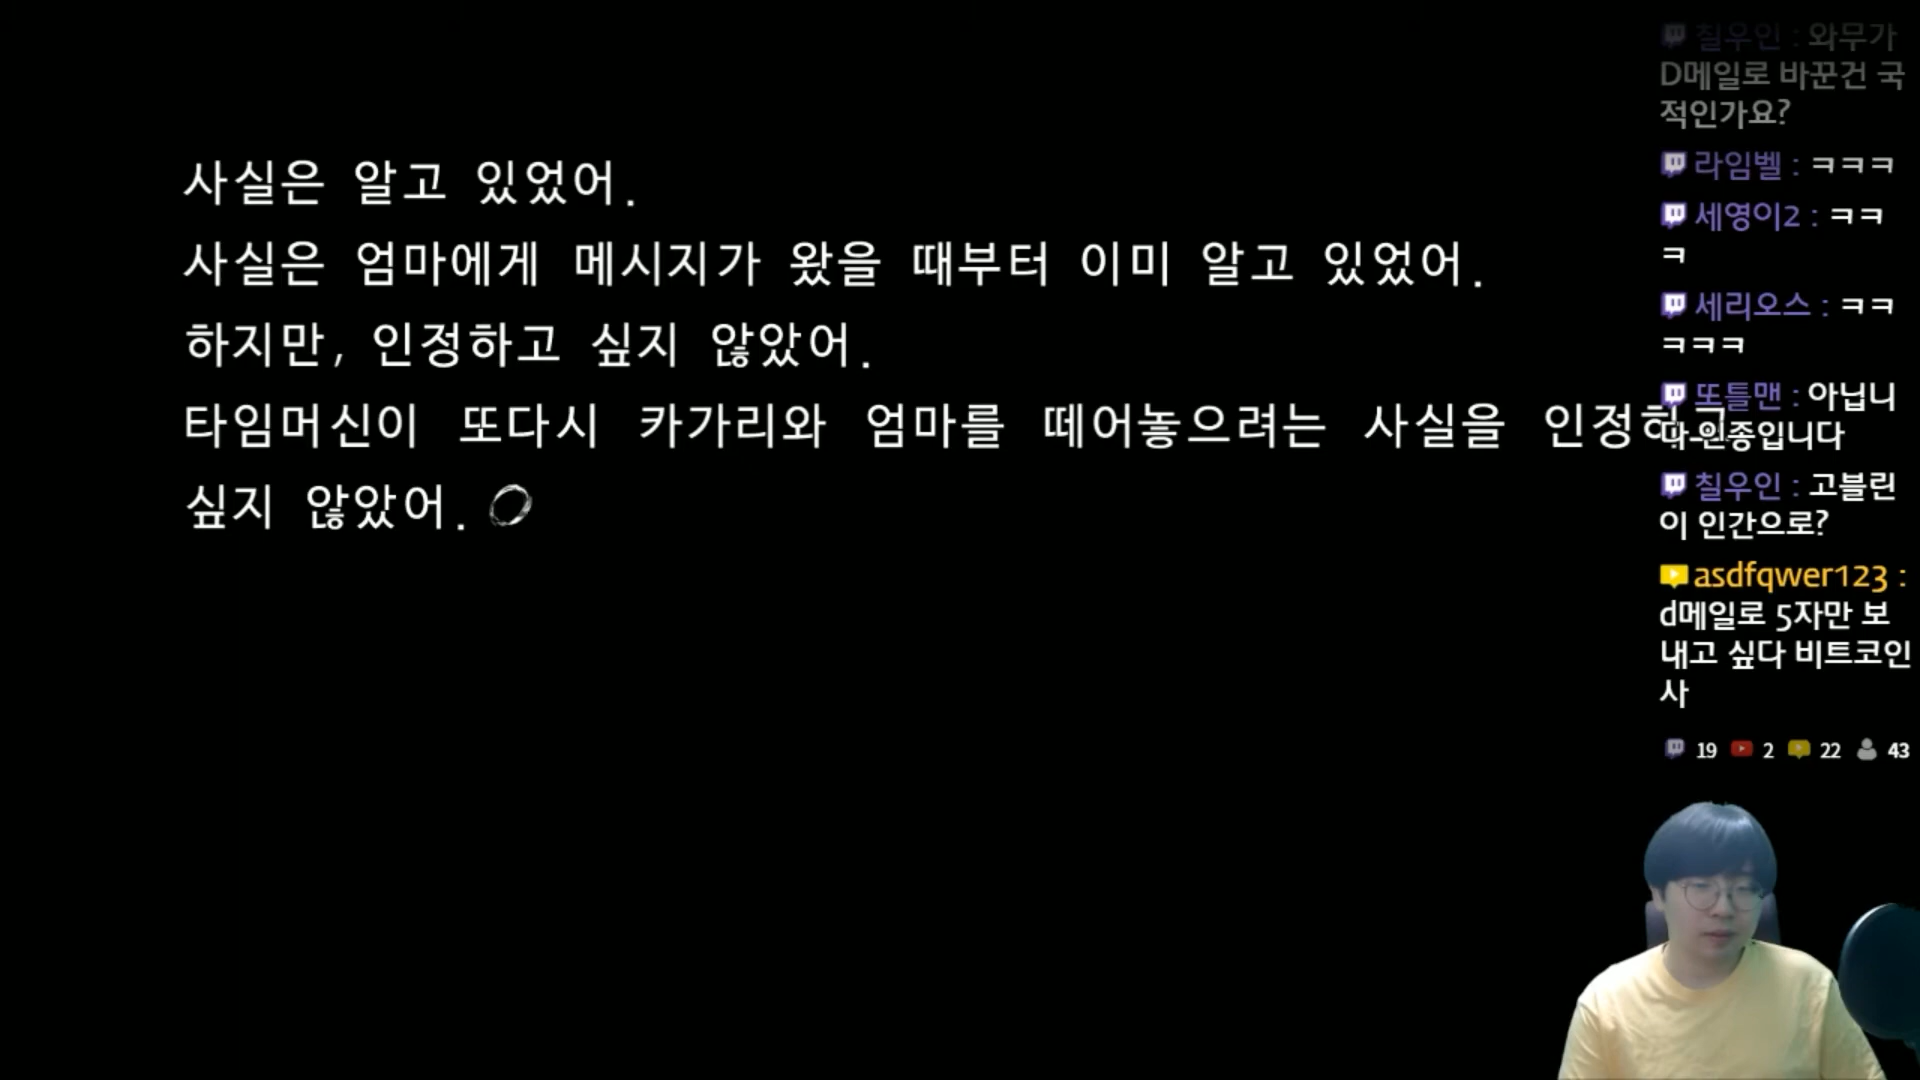 사실은 알고 있었어.
사실은 엄마에게 메시지가 왔을 때부터 이미 알고 있었어.
하지만, 인정하고 싶지 않았어.
타임머신이 또다시 카가리와 엄마를 떼어놓으려는 사실을 인정하고
싶지 않았어.
칠우인 : 와무가
D메일로 바꾼건 국
적인가요?
라임벨 : ㅋㅋㅋ
세영이2 : ㅋㅋ
ㅋ
세리오스 : ㅋㅋ
ㅋㅋㅋ
또틀맨 : 아닙니
다 인종입니다
칠우인 : 고블린
이 인간으로?
asdfqwer123 :
d메일로 5자만 보
내고 싶다 비트코인
사
19 2 22 43